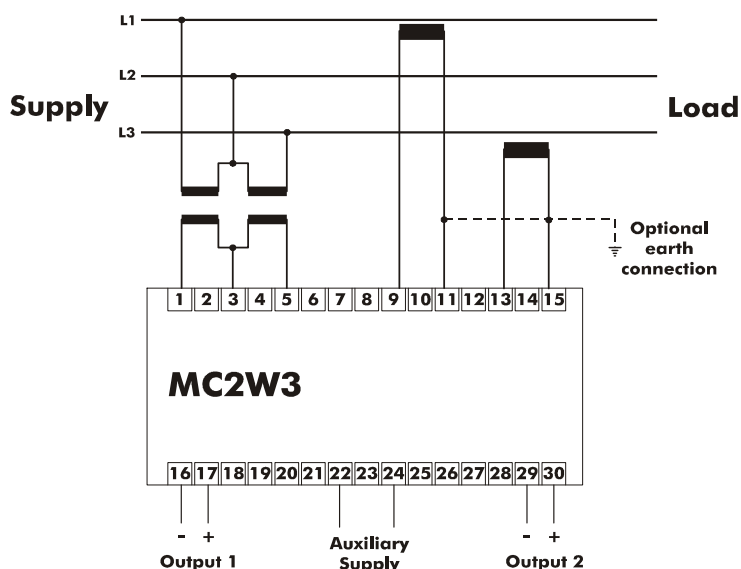 L1
L2
Supply
Load
L3
Optional
earth
connection
1 2 3 4 5 6 7 8 9 10 11 12 13 14 15
MC2W3
16 17 18 19 20 21 22 23 24 25 26 27 28 29 30
- + - +
Output 1 Auxiliary Supply Output 2